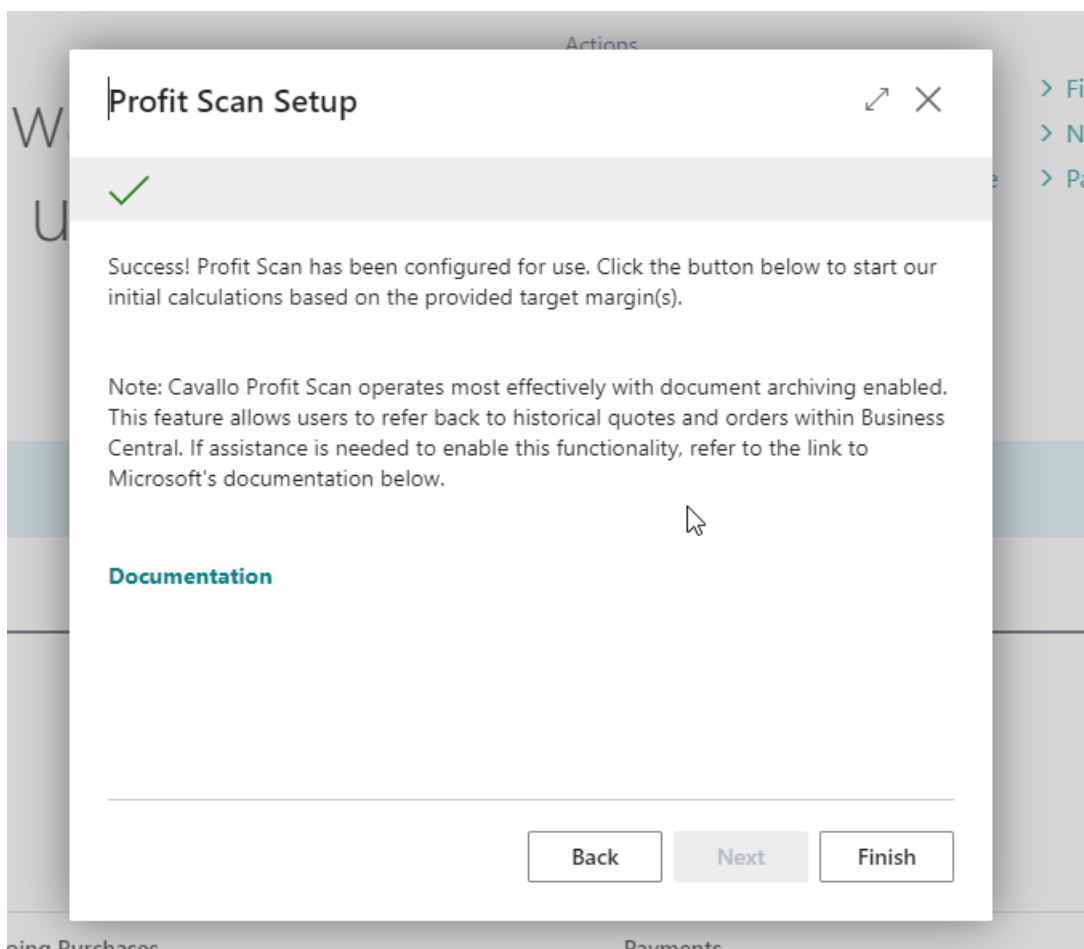 Actions
Profit Scan Setup
Success! Profit Scan has been configured for use. Click the button below to start our
initial calculations based on the provided target margin(s).
Note: Cavallo Profit Scan operates most effectively with document archiving enabled.
This feature allows users to refer back to historical quotes and orders within Business
Central. If assistance is needed to enable this functionality, refer to the link to
Microsoft's documentation below.
Documentation
Back
Next
Finish
Purchases
Payments